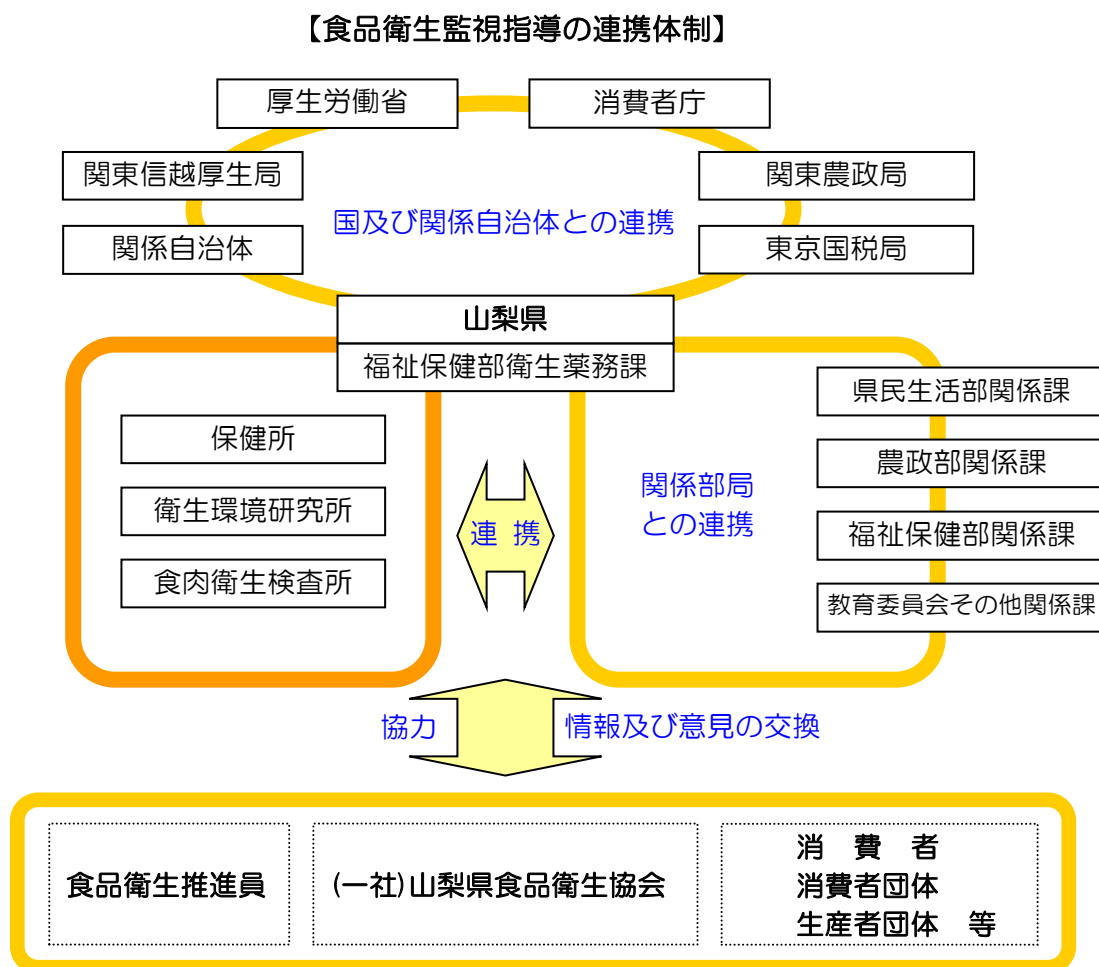 【食品衛生監視指導の連携体制】
厚生労働省
消費者庁
関東信越厚生局
関東農政局
国及び関係自治体との連携
関係自治体
東京国税局
山梨県
福祉保健部衛生薬務課
保健所
衛生環境研究所
食肉衛生検査所
連 携
関係部局
との連携
県民生活部関係課
農政部関係課
福祉保健部関係課
教育委員会その他関係課
協力
情報及び意見の交換
食品衛生推進員
(一社)山梨県食品衛生協会
消 費 者
消費者団体
生産者団体 等